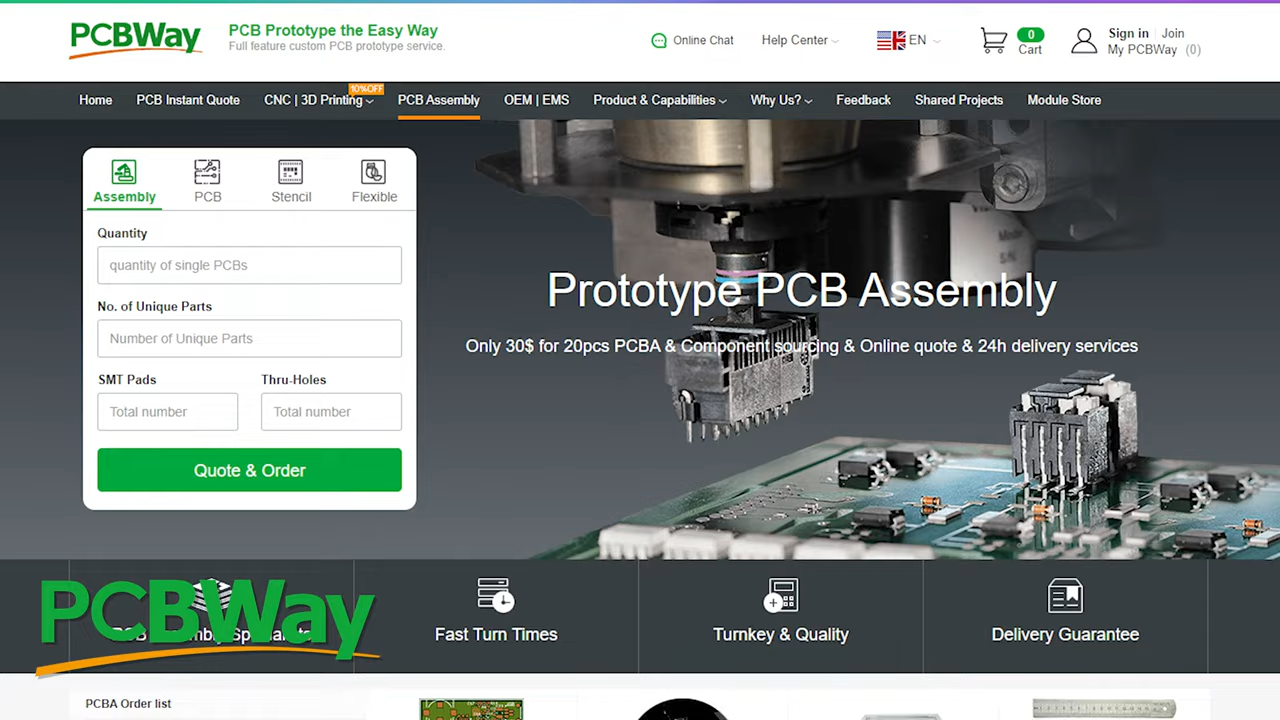 PCBWay
PCB Prototype the Easy Way
Full feature custom PCB prototype service.
Online Chat
Help Center
EN
0
Cart
Sign in | Join
My PCBWay (0)
10%OFF
Home PCB Instant Quote CNC | 3D Printing PCB Assembly OEM | EMS Product & Capabilities Why Us? Feedback Shared Projects Module Store
Assembly PCB Stencil Flexible
Quantity
quantity of single PCBs
No. of Unique Parts
Number of Unique Parts
SMT Pads Thru-Holes
Total number Total number
Quote & Order
Prototype PCB Assembly
Only 30$ for 20pcs PCBA & Component sourcing & Online quote & 24h delivery services
PCBWay
Fast Turn Times
Turnkey & Quality
Delivery Guarantee
PCBA Order list